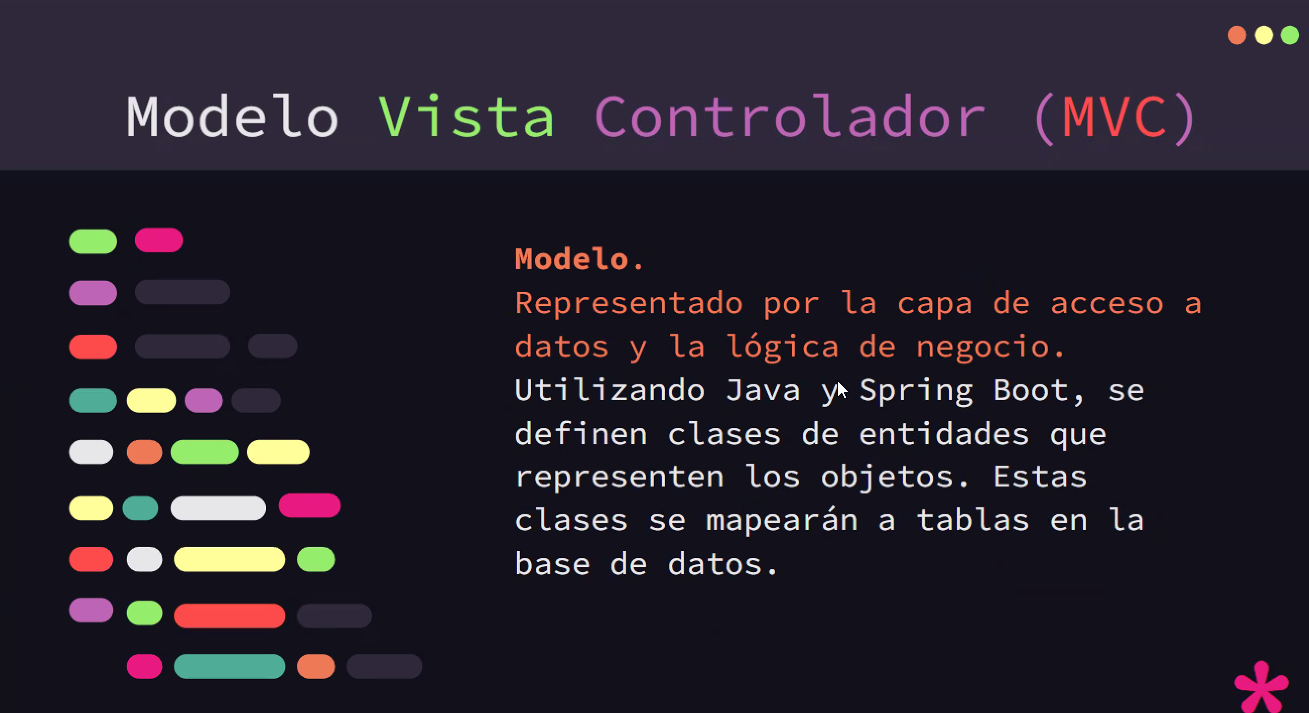 Modelo Vista Controlador (MVC)
Modelo.
Representado por la capa de acceso a
datos y la lógica de negocio.
Utilizando Java y Spring Boot, se
definen clases de entidades que
representen los objetos. Estas
clases se mapearán a tablas en la
base de datos.